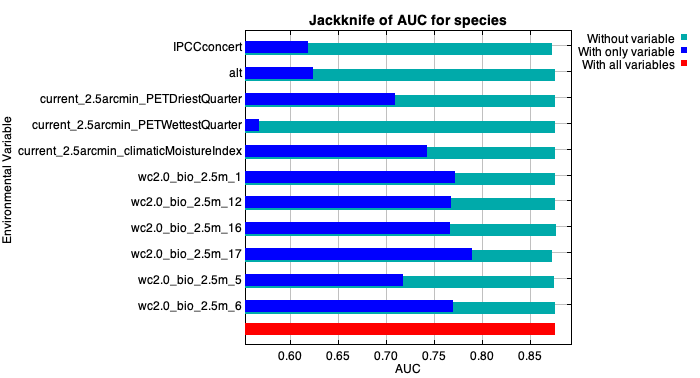 Jackknife of AUC for species
Without variable
With only variable
With all variables
IPCCconcert
alt
current_2.5arcmin_PETDriestQuarter
current_2.5arcmin_PETWettestQuarter
current_2.5arcmin_climaticMoistureIndex
wc2.0_bio_2.5m_1
wc2.0_bio_2.5m_12
wc2.0_bio_2.5m_16
wc2.0_bio_2.5m_17
wc2.0_bio_2.5m_5
wc2.0_bio_2.5m_6
Environmental Variable
0.60 0.65 0.70 0.75 0.80 0.85
AUC